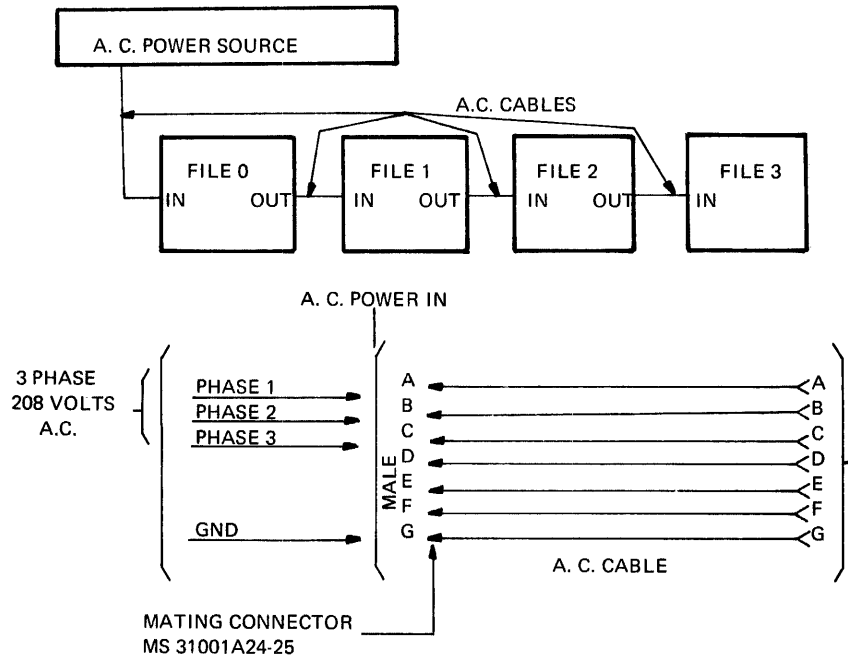 A. C. POWER SOURCE
A.C. CABLES
FILE 0
IN OUT
FILE 1
IN OUT
FILE 2
IN OUT
FILE 3
IN
A. C. POWER IN
3 PHASE
208 VOLTS
A.C.
PHASE 1
PHASE 2
PHASE 3
GND
MALE
A A
B B
C C
D D
E E
F F
G G
A. C. CABLE
MATING CONNECTOR
MS 31001A24-25